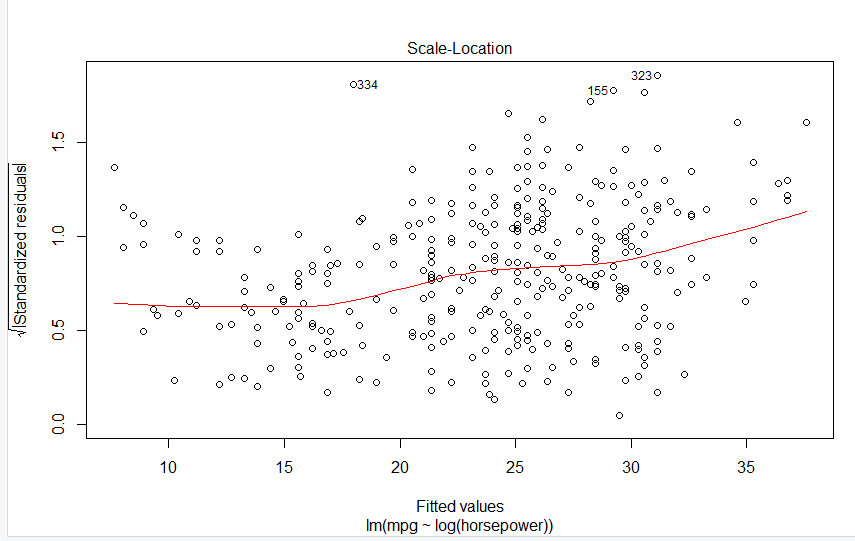 Scale-Location
√|Standardized residuals|
0.0 0.5 1.0 1.5
334
155
323
10 15 20 25 30 35
Fitted values
lm(mpg ~ log(horsepower))